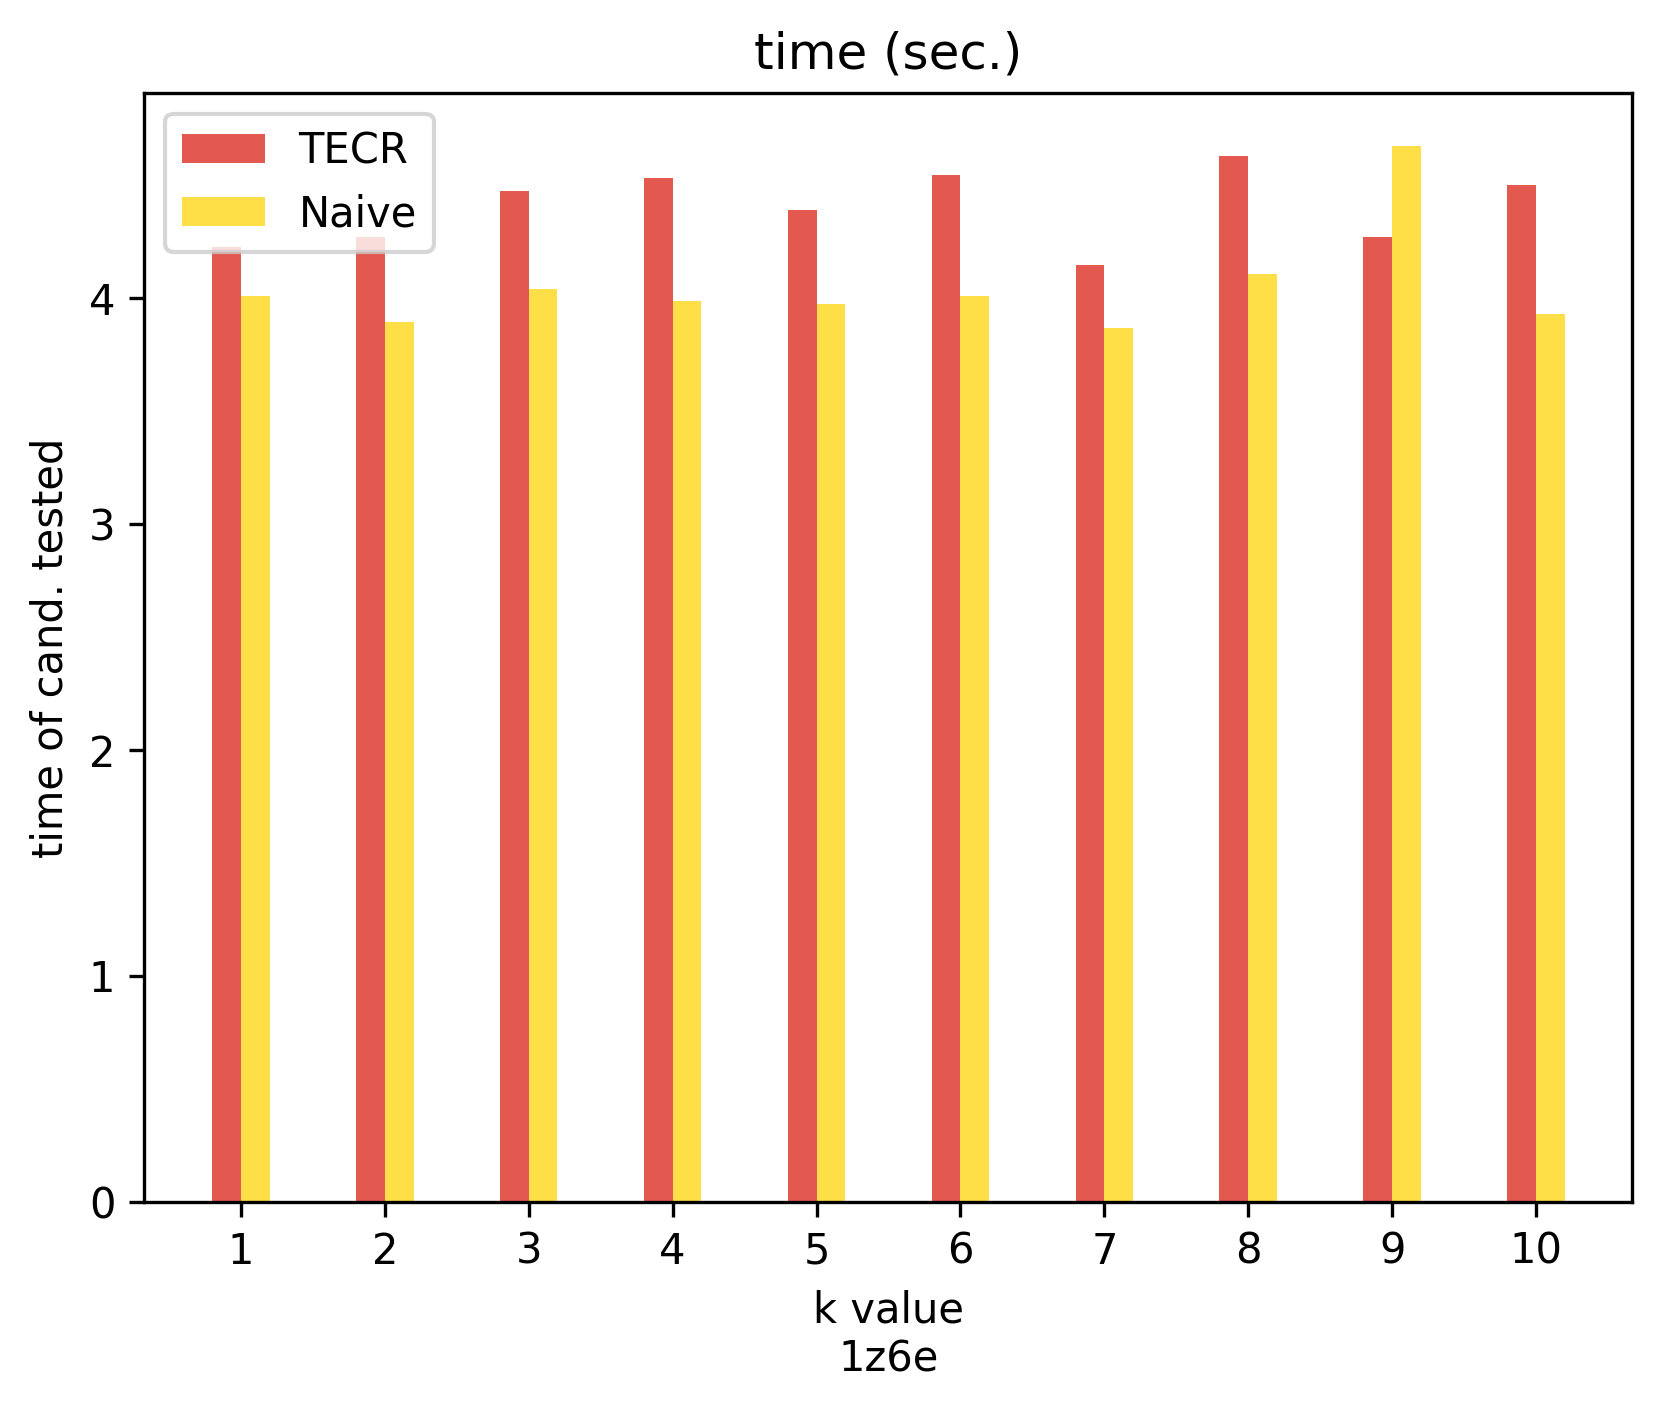 time (sec.)
TECR
Naive
time of cand. tested
4
3
2
1
0
1 2 3 4 5 6 7 8 9 10
k value
1z6e